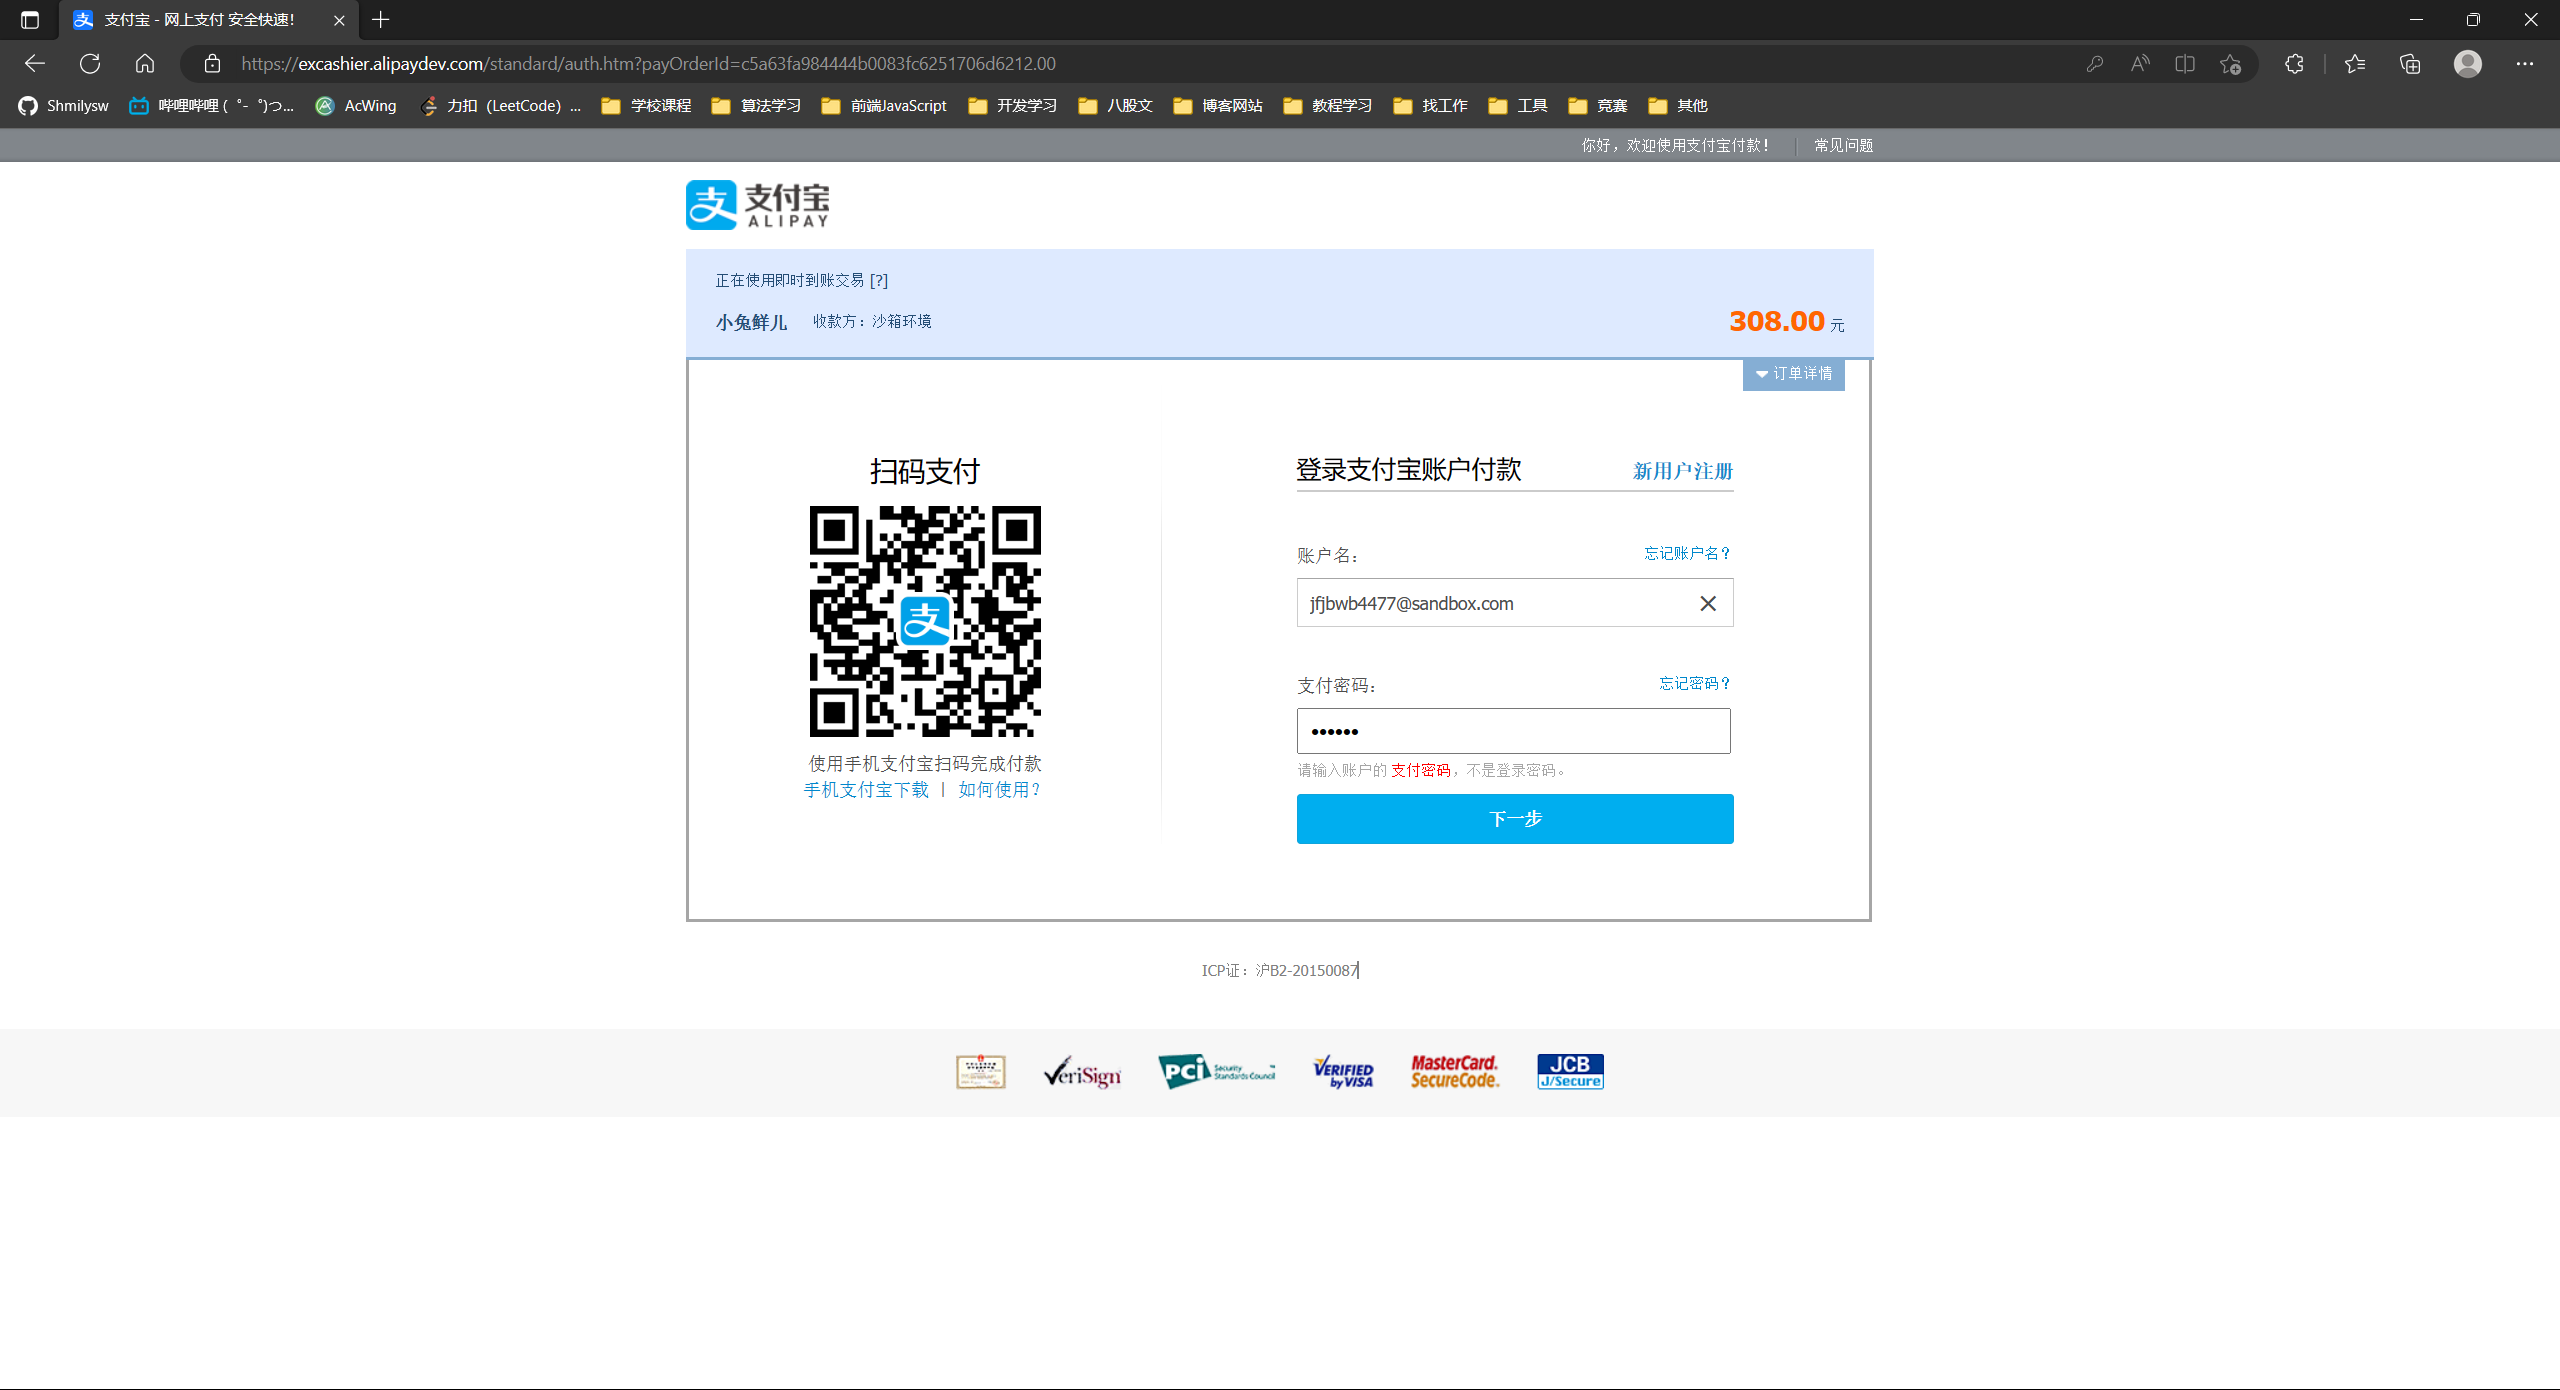 支付宝 - 网上支付 安全快速！
https://excashier.alipaydev.com/standard/auth.htm?payOrderId=c5a63fa984444b0083fc6251706d6212.00
Shmilysw
哔哩哔哩 ( ゜- ゜)つ...
AcWing
力扣（LeetCode）...
学校课程
算法学习
前端JavaScript
开发学习
八股文
博客网站
教程学习
找工作
工具
竞赛
其他
你好，欢迎使用支付宝付款！
常见问题
支付宝
ALIPAY
正在使用即时到账交易 [?]
小兔鲜儿 收款方：沙箱环境
308.00 元
订单详情
扫码支付
支
使用手机支付宝扫码完成付款
手机支付宝下载 | 如何使用？
登录支付宝账户付款
新用户注册
账户名：
忘记账户名？
jfjbwb4477@sandbox.com
支付密码：
忘记密码？
••••••
请输入账户的 支付密码，不是登录密码。
下一步
ICP证：沪B2-20150087
VeriSign
PCI Security Standards Council
VERIFIED by VISA
MasterCard. SecureCode.
JCB J/Secure